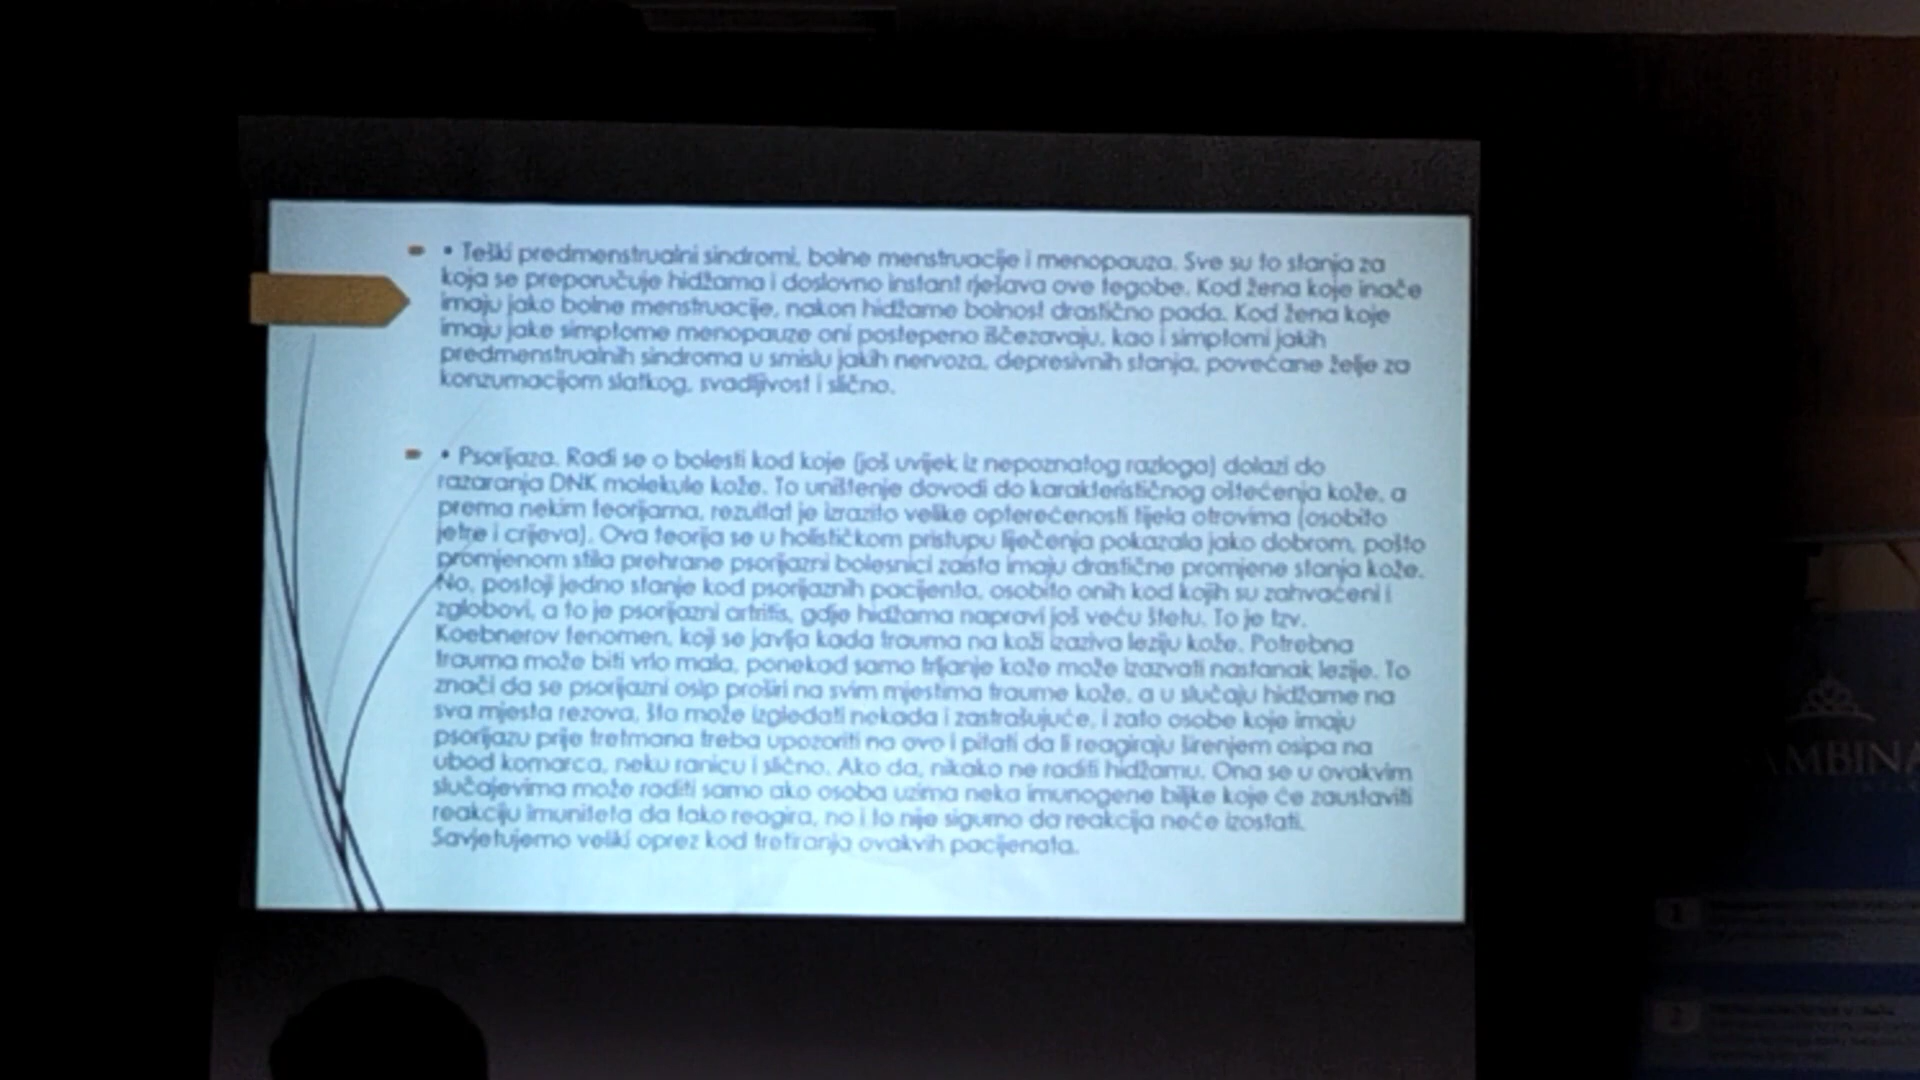 • Teški predmenstrualni sindromi, bolne menstruacije i menopauza. Sve su to stanja za
koja se preporučuje hidžama i doslovno instant rješava ove tegobe. Kod žena koje inače
imaju jako bolne menstruacije, nakon hidžame bolnost drastično pada. Kod žena koje
imaju jake simptome menopauze oni postepeno iščezavaju, kao i simptomi jakih
predmenstrualnih sindroma u smislu jakih nervoza, depresivnih stanja, povećane želje za
konzumacijom slatkog, svadljivost i slično.
• Psorijaza. Radi se o bolesti kod koje (još uvijek iz nepoznatog razloga) dolazi do
razaranja DNK molekule kože. To uništenje dovodi do karakterističnog oštećenja kože, a
prema nekim teorijama, rezultat je izrazito velike opterećenosti tijela otrovima (osobito
jetre i crijeva). Ova teorija se u holističkom pristupu liječenja pokazala jako dobrom, pošto
promjenom stila prehrane psorijazni bolesnici zaista imaju drastične promjene stanja kože.
No, postoji jedno stanje kod psorijaznih pacijenta, osobito onih kod kojih su zahvaćeni i
zglobovi, a to je psorijazni artritis, gdje hidžama napravi još veću štetu. To je tzv.
Koebnerov fenomen, koji se javlja kada trauma na koži izaziva leziju kože. Potrebna
trauma može biti vrlo mala, ponekad samo trljanje kože može izazvati nastanak lezije. To
znači da se psorijazni osip proširi na svim mjestima traume kože, a u slučaju hidžame na
sva mjesta rezova, što može izgledati nekada i zastrašujuće, i zato osobe koje imaju
psorijazu prije tretmana treba upozoriti na ovo i pitati da li reagiraju širenjem osipa na
ubod komarca, neku ranicu i slično. Ako da, nikako ne raditi hidžamu. Ona se u ovakvim
slučajevima može raditi samo ako osoba uzima neka imunogene biljke koje će zaustaviti
reakciju imuniteta da tako reagira, no i to nije sigurno da reakcija neće izostati.
Savjetujemo veliki oprez kod tretiranja ovakvih pacijenata.
AMBINA
1
2